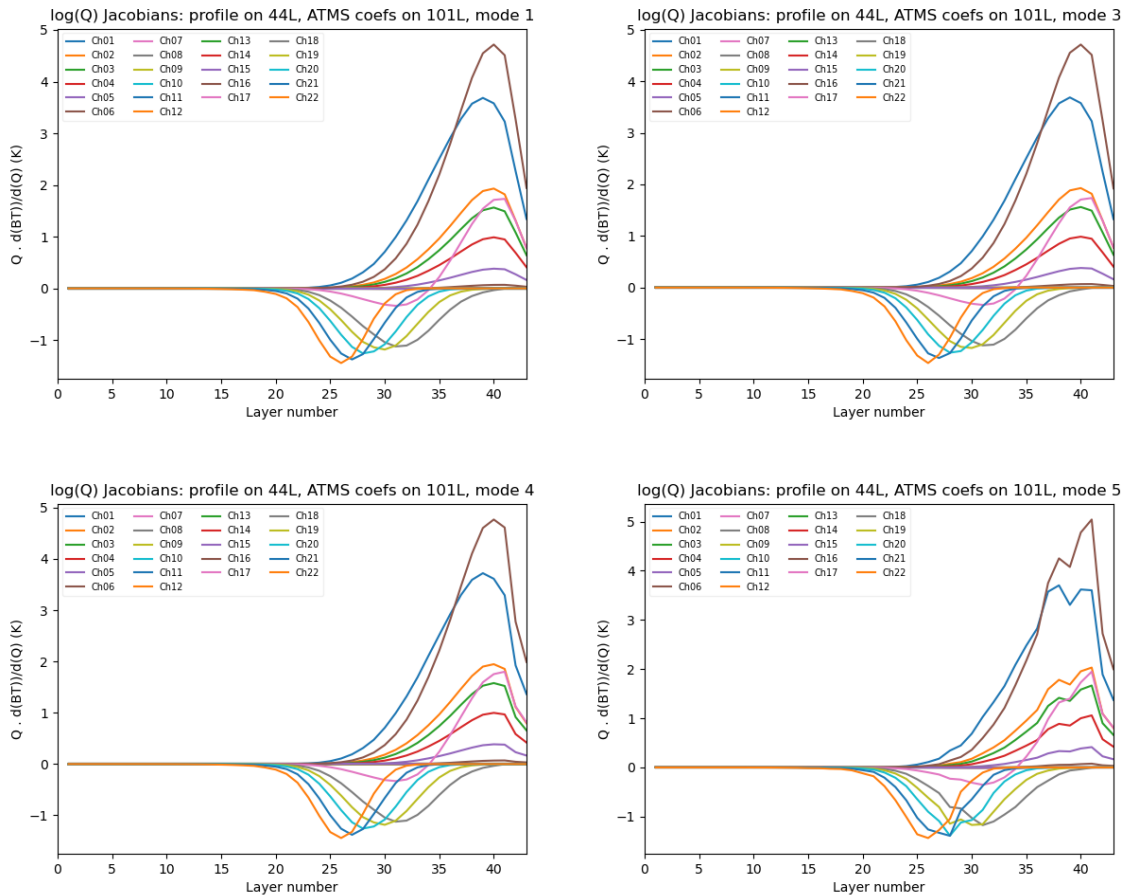 log(Q) Jacobians: profile on 44L, ATMS coefs on 101L, mode 1
5
4
3
2
1
0
−1
Q . d(BT))/d(Q) (K)
Ch01 Ch07 Ch13 Ch18
Ch02 Ch08 Ch14 Ch19
Ch03 Ch09 Ch15 Ch20
Ch04 Ch10 Ch16 Ch21
Ch05 Ch11 Ch17 Ch22
Ch06 Ch12
0 5 10 15 20 25 30 35 40
Layer number
log(Q) Jacobians: profile on 44L, ATMS coefs on 101L, mode 3
5
4
3
2
1
0
−1
Q . d(BT))/d(Q) (K)
Ch01 Ch07 Ch13 Ch18
Ch02 Ch08 Ch14 Ch19
Ch03 Ch09 Ch15 Ch20
Ch04 Ch10 Ch16 Ch21
Ch05 Ch11 Ch17 Ch22
Ch06 Ch12
0 5 10 15 20 25 30 35 40
Layer number
log(Q) Jacobians: profile on 44L, ATMS coefs on 101L, mode 4
5
4
3
2
1
0
−1
Q . d(BT))/d(Q) (K)
Ch01 Ch07 Ch13 Ch18
Ch02 Ch08 Ch14 Ch19
Ch03 Ch09 Ch15 Ch20
Ch04 Ch10 Ch16 Ch21
Ch05 Ch11 Ch17 Ch22
Ch06 Ch12
0 5 10 15 20 25 30 35 40
Layer number
log(Q) Jacobians: profile on 44L, ATMS coefs on 101L, mode 5
5
4
3
2
1
0
−1
Q . d(BT))/d(Q) (K)
Ch01 Ch07 Ch13 Ch18
Ch02 Ch08 Ch14 Ch19
Ch03 Ch09 Ch15 Ch20
Ch04 Ch10 Ch16 Ch21
Ch05 Ch11 Ch17 Ch22
Ch06 Ch12
0 5 10 15 20 25 30 35 40
Layer number